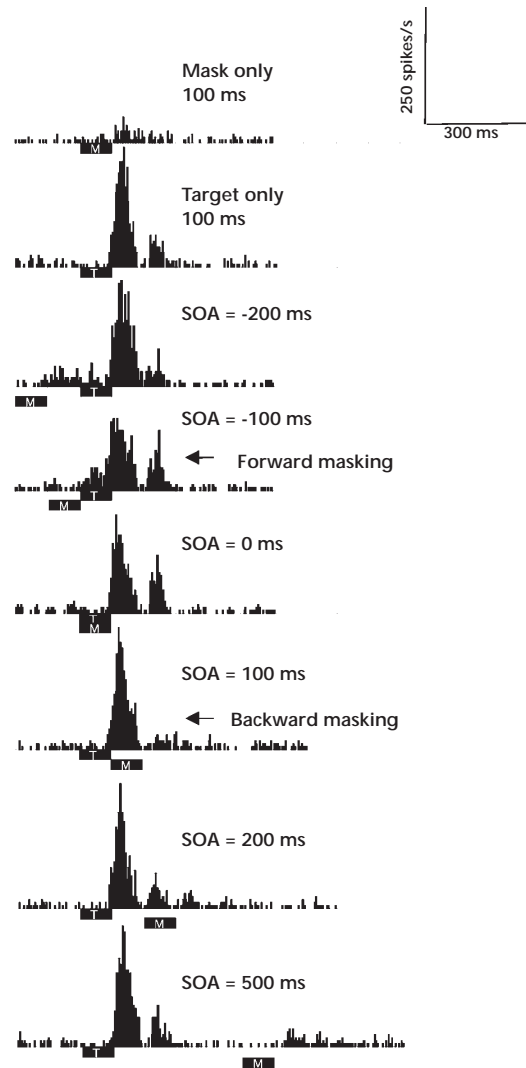 Mask only
100 ms
250 spikes/s
300 ms
M
Target only
100 ms
T
SOA = -200 ms
T
M
SOA = -100 ms
Forward masking
T
M
SOA = 0 ms
T
M
SOA = 100 ms
Backward masking
T
M
SOA = 200 ms
T
M
SOA = 500 ms
T
M